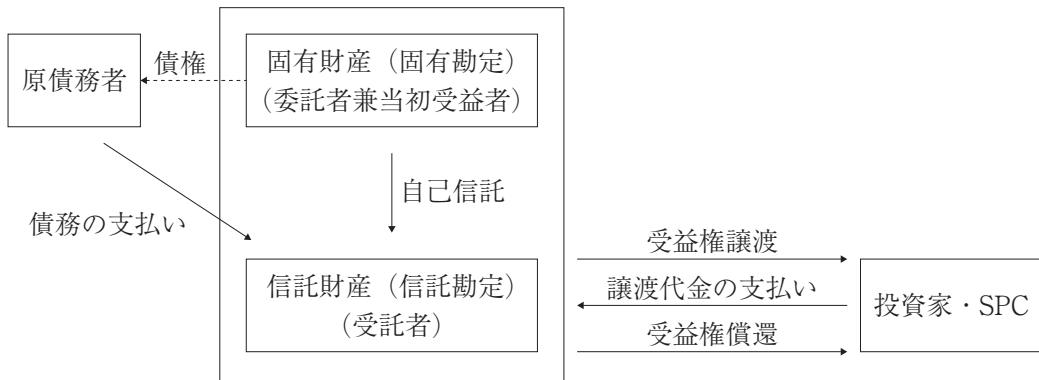 原債務者
債権
固有財産（固有勘定）
（委託者兼当初受益者）
自己信託
債務の支払い
信託財産（信託勘定）
（受託者）
受益権譲渡
譲渡代金の支払い
受益権償還
投資家・SPC